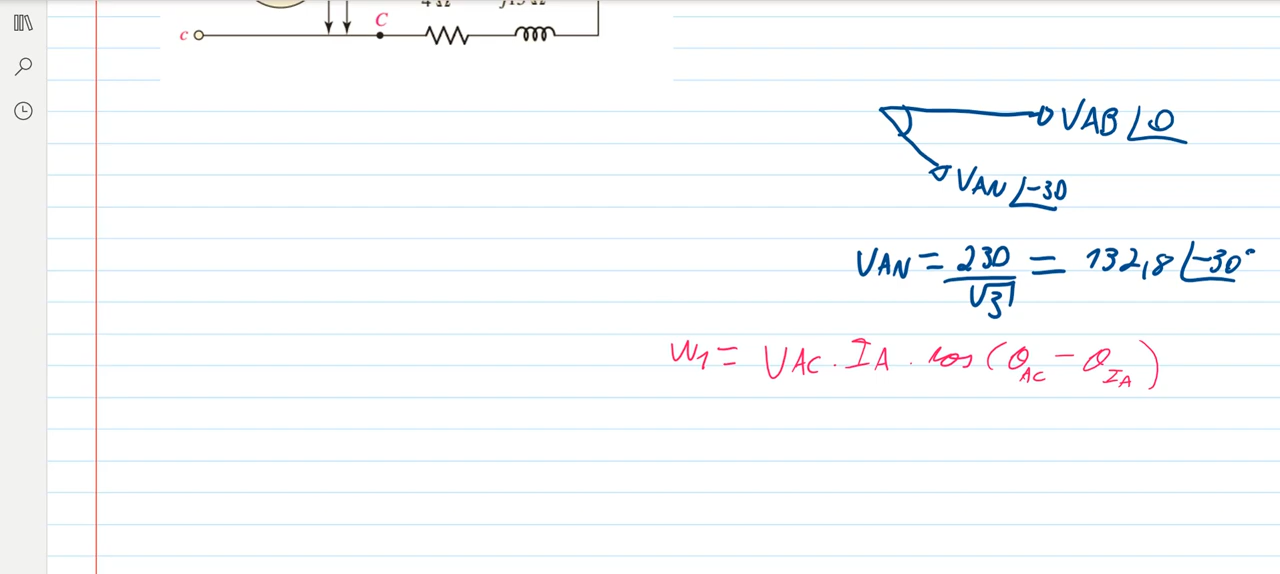 C
c
VAB∠0
VAN∠-30
VAN = 230/√3 = 132,8 ∠-30°
W1 = VAC . IA . cos(θAC - θIA)